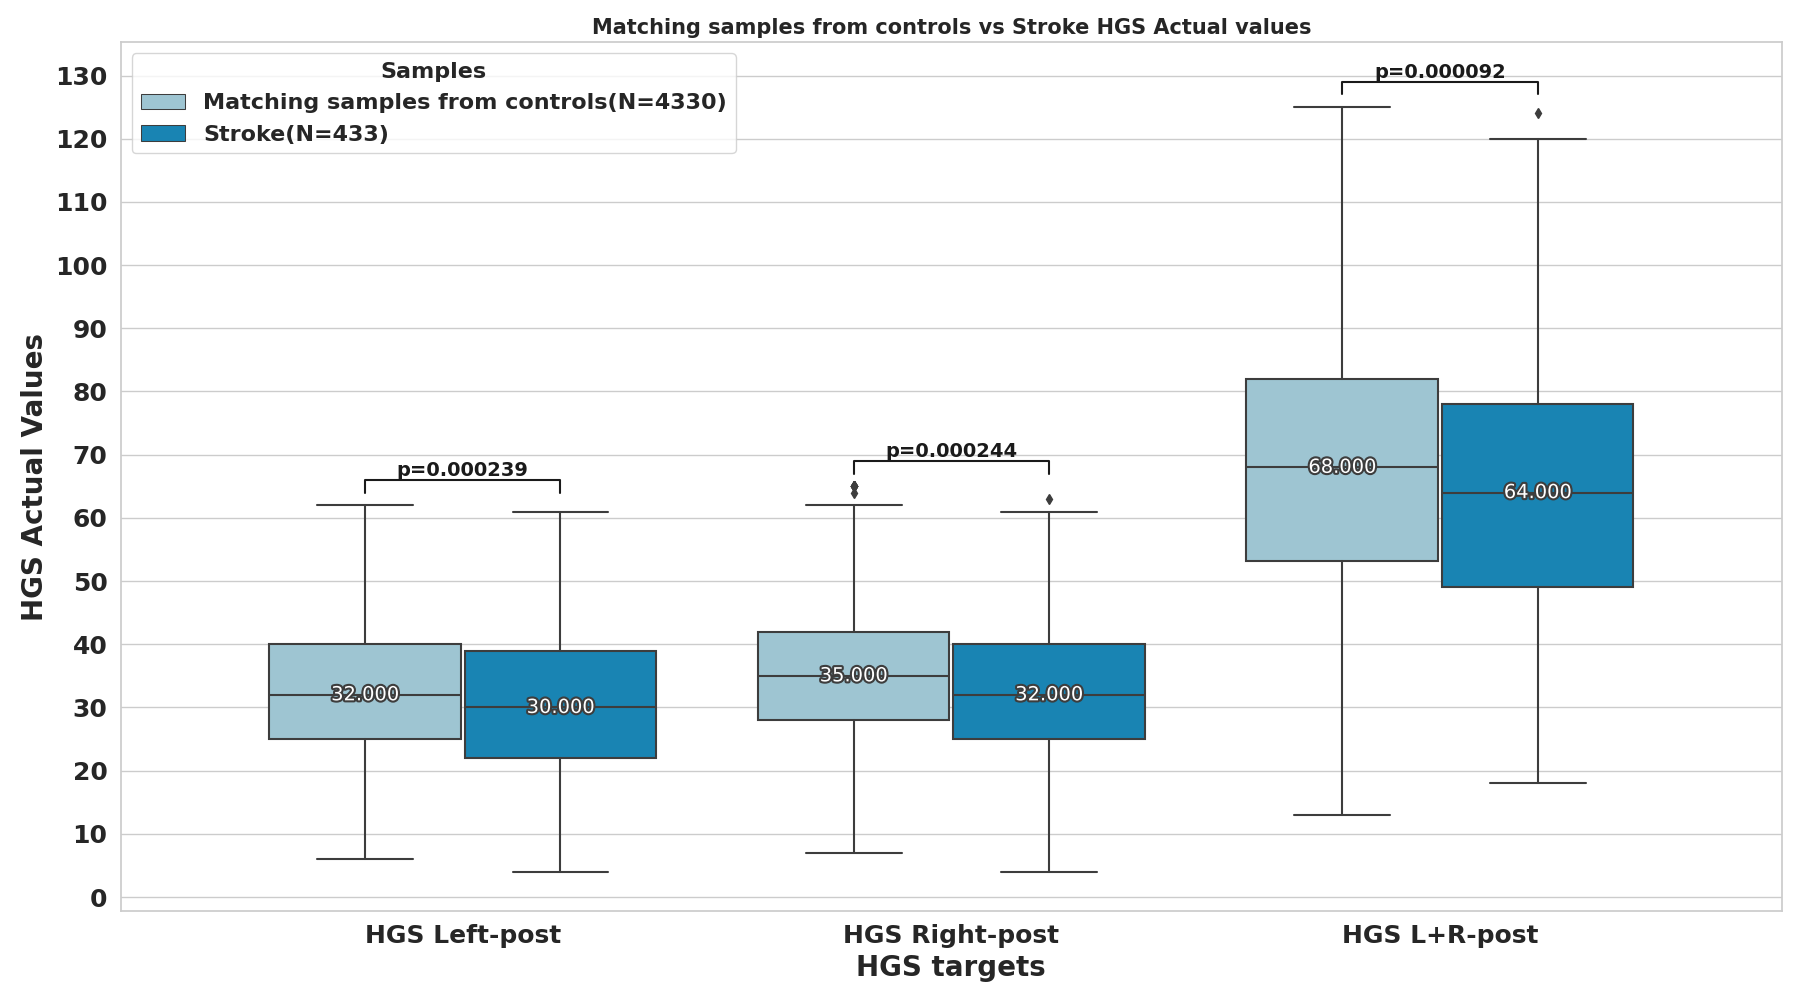 Matching samples from controls vs Stroke HGS Actual values
Samples
Matching samples from controls(N=4330)
Stroke(N=433)
HGS Actual Values
130
120
110
100
90
80
70
60
50
40
30
20
10
0
p=0.000239
p=0.000244
p=0.000092
32.000
30.000
35.000
32.000
68.000
64.000
HGS Left-post
HGS Right-post
HGS L+R-post
HGS targets